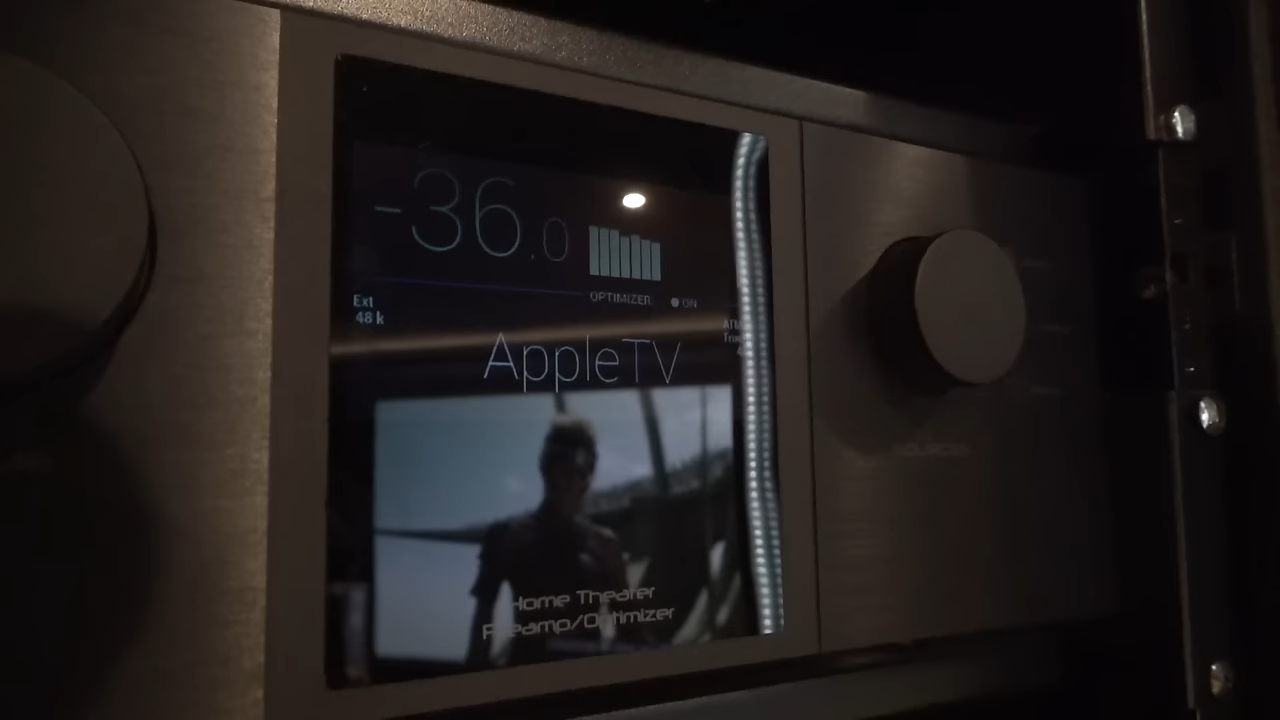 -36.0
OPTIMIZER: ON
Ext
48 k
AppleTV
Home Theater
Preamp/Optimizer